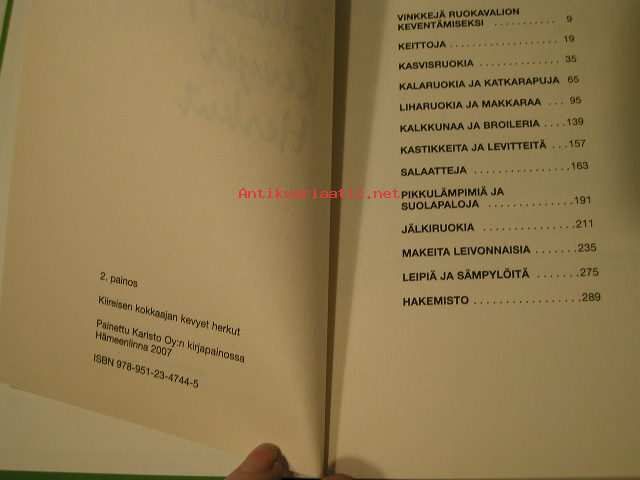 2. painos
Kiireisen kokkaajan kevyet herkut
Painettu Karisto Oy:n kirjapainossa
Hämeenlinna 2007
ISBN 978-951-23-4744-5
VINKKEJÄ RUOKAVALION
KEVENTÄMISEKSI ........... 9
KEITTOJA ................... 19
KASVISRUOKIA .............. 35
KALARUOKIA JA KATKARAPUJA 65
LIHARUOKIA JA MAKKARAA ... 95
KALKKUNAA JA BROILERIA ....139
KASTIKKEITA JA LEVITTEITÄ ...157
SALAATTEJA ................163
PIKKULÄMPIMIÄ JA
SUOLAPALOJA ..............191
JÄLKIRUOKIA ...............211
MAKEITA LEIVONNAISIA .......235
LEIPIÄ JA SÄMPYLÖITÄ .......275
HAKEMISTO .................289
Antikvariaatti.net